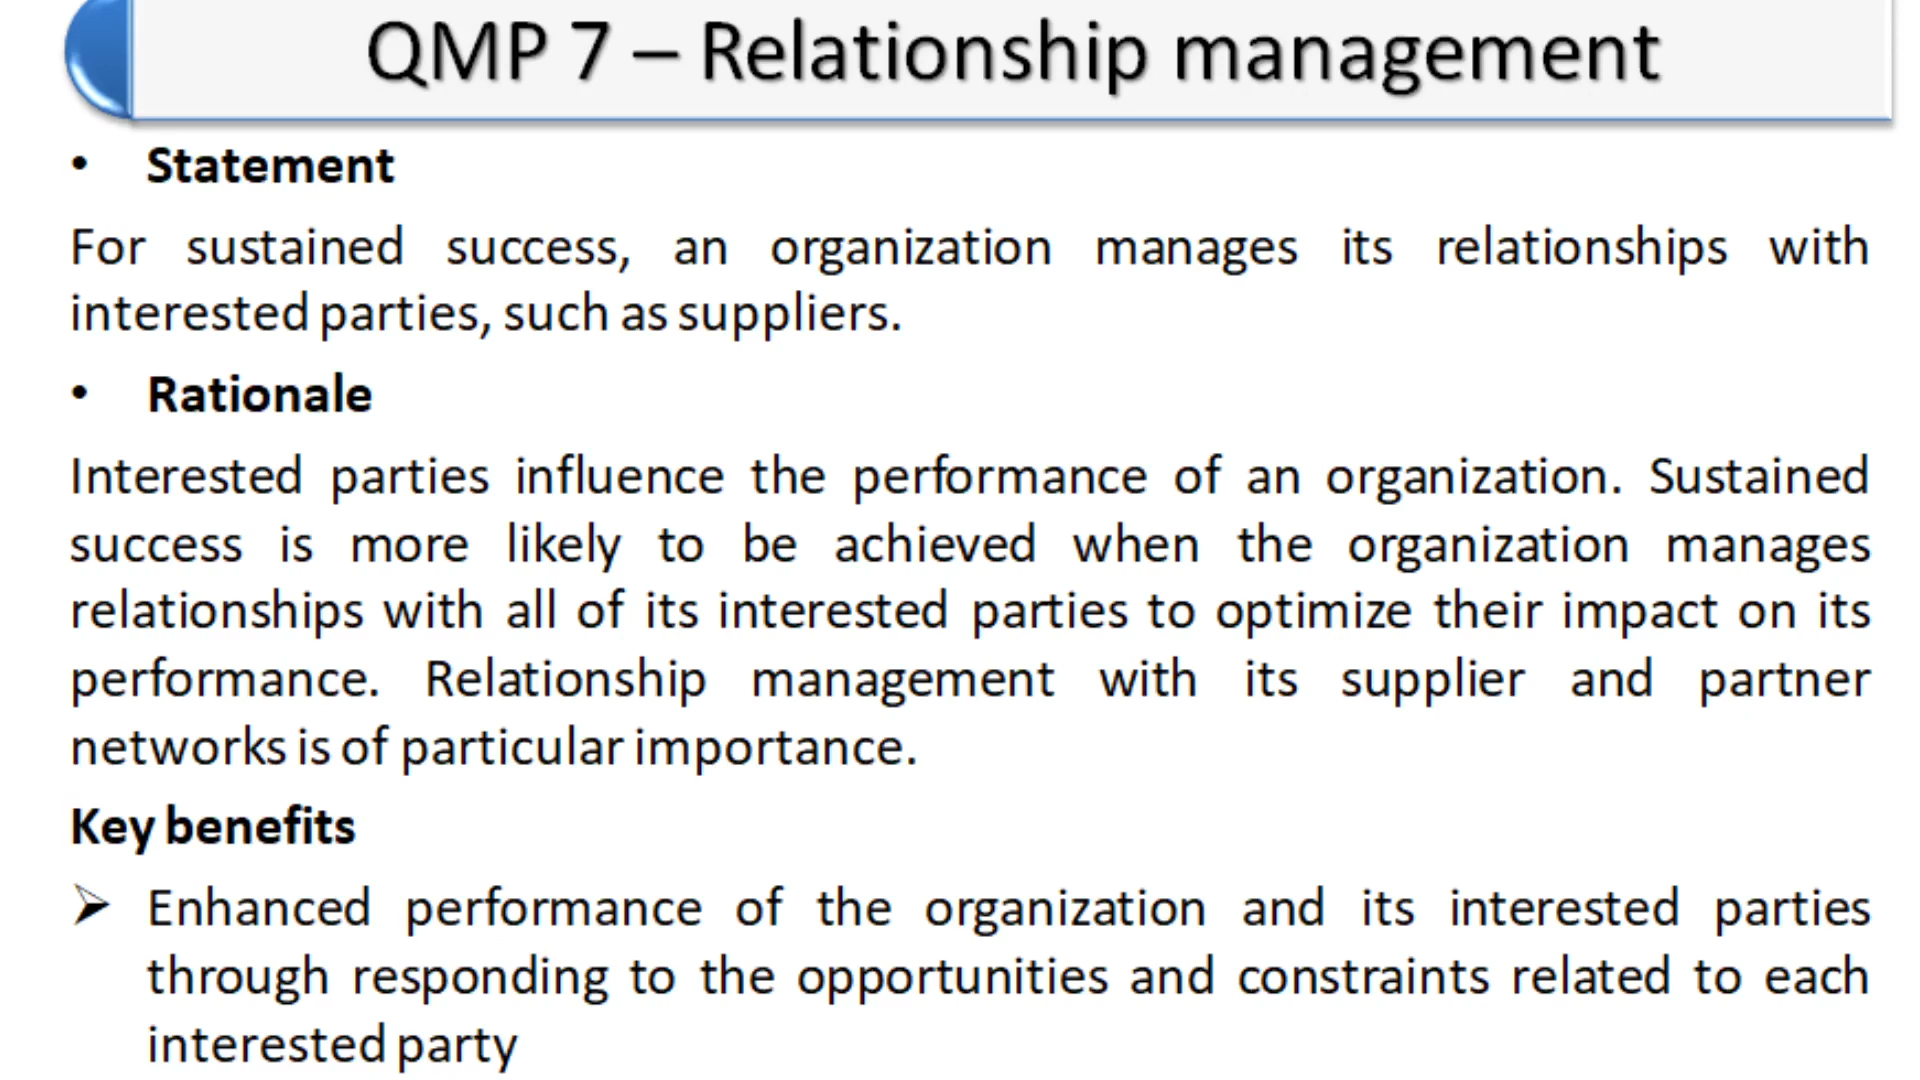 QMP 7 – Relationship management
• Statement
For sustained success, an organization manages its relationships with
interested parties, such as suppliers.
• Rationale
Interested parties influence the performance of an organization. Sustained
success is more likely to be achieved when the organization manages
relationships with all of its interested parties to optimize their impact on its
performance. Relationship management with its supplier and partner
networks is of particular importance.
Key benefits
➢ Enhanced performance of the organization and its interested parties
through responding to the opportunities and constraints related to each
interested party